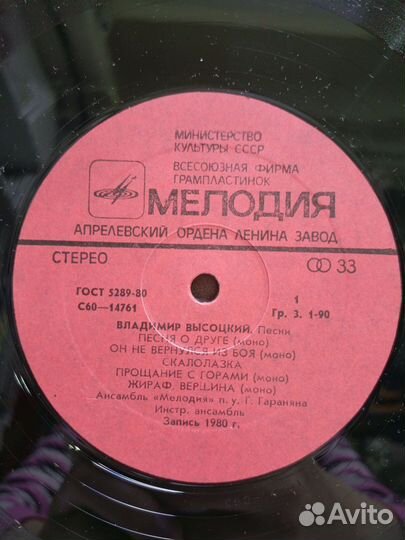 МИНИСТЕРСТВО
КУЛЬТУРЫ СССР
ВСЕСОЮЗНАЯ ФИРМА
ГРАМПЛАСТИНОК
МЕЛОДИЯ
АПРЕЛЕВСКИЙ ОРДЕНА ЛЕНИНА ЗАВОД
СТЕРЕО 33
ГОСТ 5289-80 1
С60—14761 Гр. 3. 1-90
ВЛАДИМИР ВЫСОЦКИЙ. Песни
ПЕСНЯ О ДРУГЕ (моно)
ОН НЕ ВЕРНУЛСЯ ИЗ БОЯ (моно)
СКАЛОЛАЗКА
ПРОЩАНИЕ С ГОРАМИ (моно)
ЖИРАФ. ВЕРШИНА (моно)
Ансамбль «Мелодия» п. у Г. Гараняна
Инстр. ансамбль
Запись 1980 г.
Avito